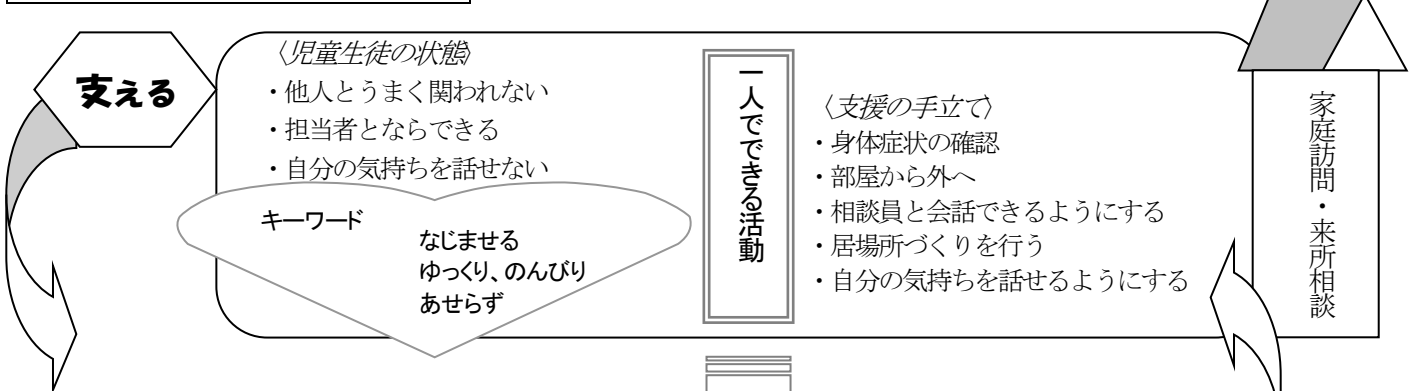 支える
〈児童生徒の状態〉
・他人とうまく関われない
・担当者とならできる
・自分の気持ちを話せない
キーワード
なじませる
ゆっくり、のんびり
あせらず
一人でできる活動
〈支援の手立て〉
・身体症状の確認
・部屋から外へ
・相談員と会話できるようにする
・居場所づくりを行う
・自分の気持ちを話せるようにする
家庭訪問・来所相談